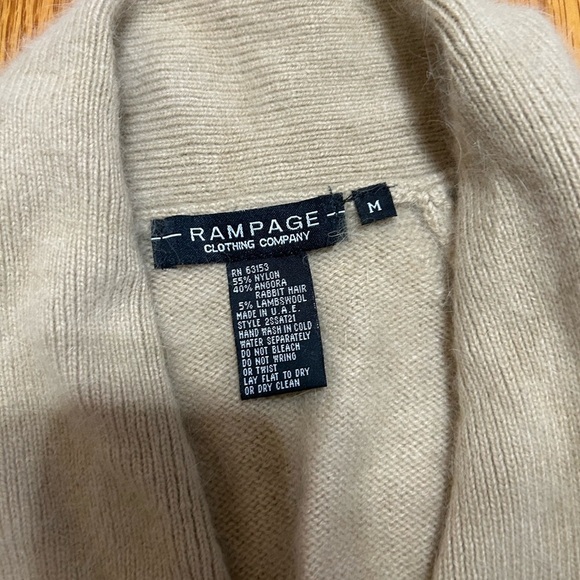 RAMPAGE
CLOTHING COMPANY
M
RN 63153
55% NYLON
40% ANGORA
RABBIT HAIR
5% LAMBSWOOL
MADE IN U.A.E.
STYLE 2SSAT21
HAND WASH IN COLD
WATER SEPARATELY
DO NOT BLEACH
DO NOT WRING
OR TWIST
LAY FLAT TO DRY
OR DRY CLEAN